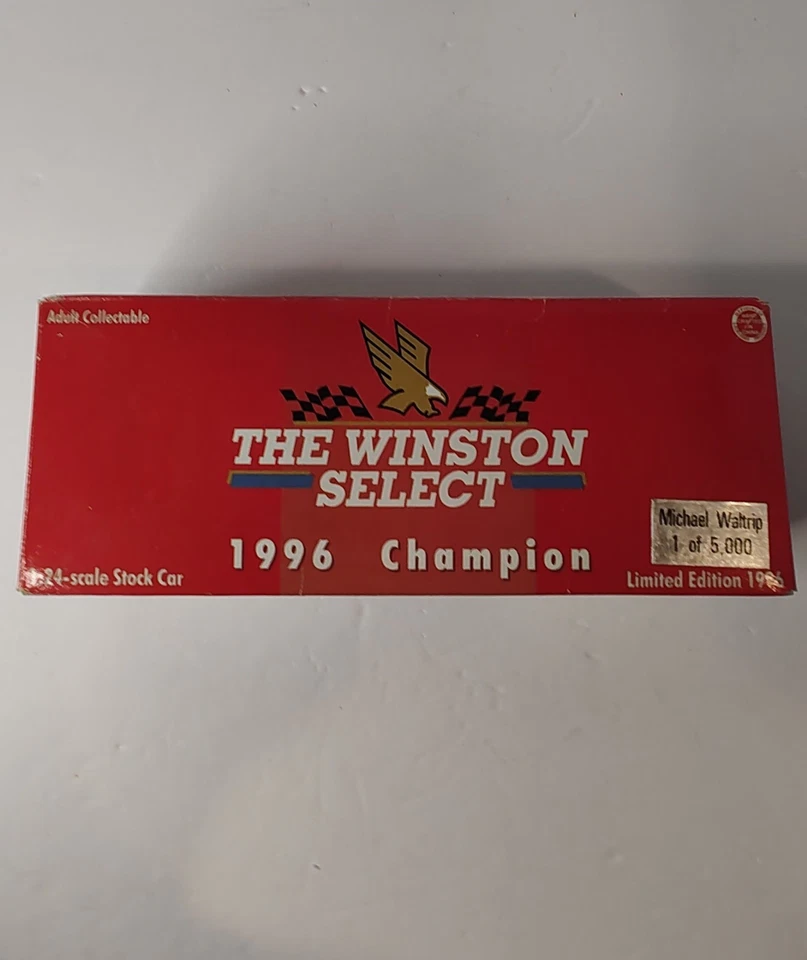 Adult Collectable
THE WINSTON
SELECT
1996 Champion
Michael Waltrip
1 of 5,000
-24-scale Stock Car
Limited Edition 1996